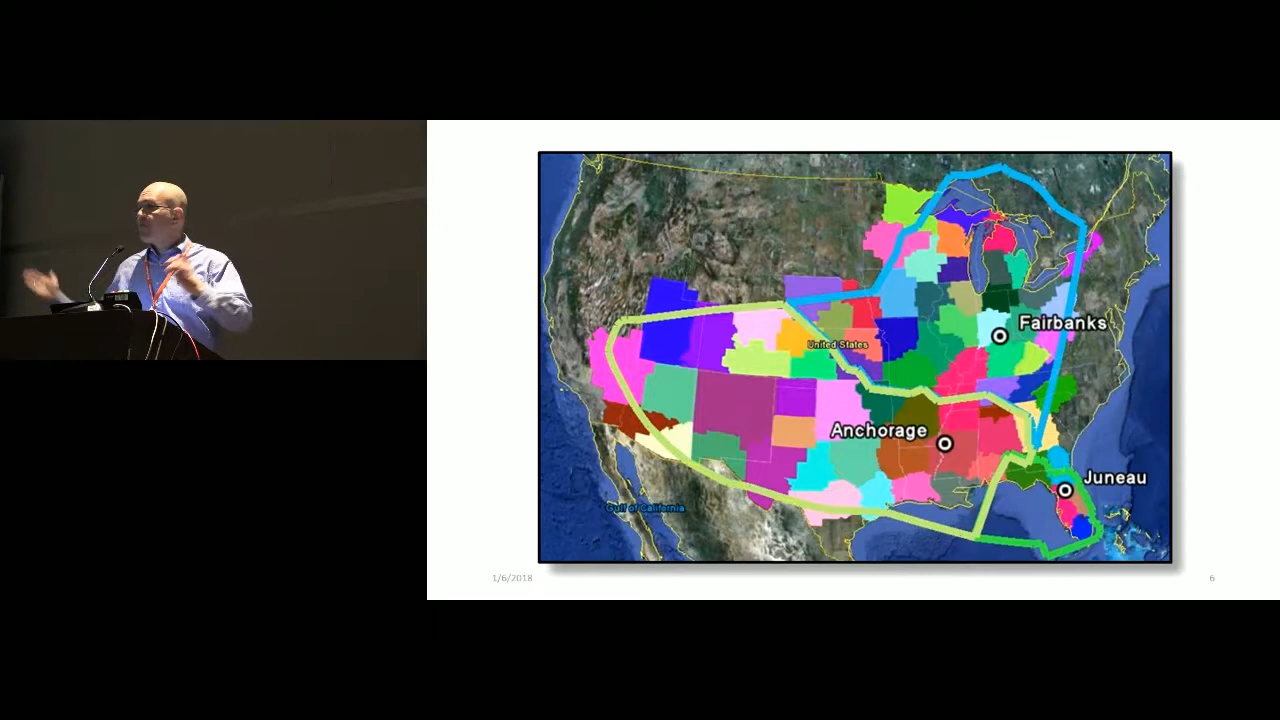 Fairbanks
United States
Anchorage
Juneau
Gulf of California
1/6/2018
6